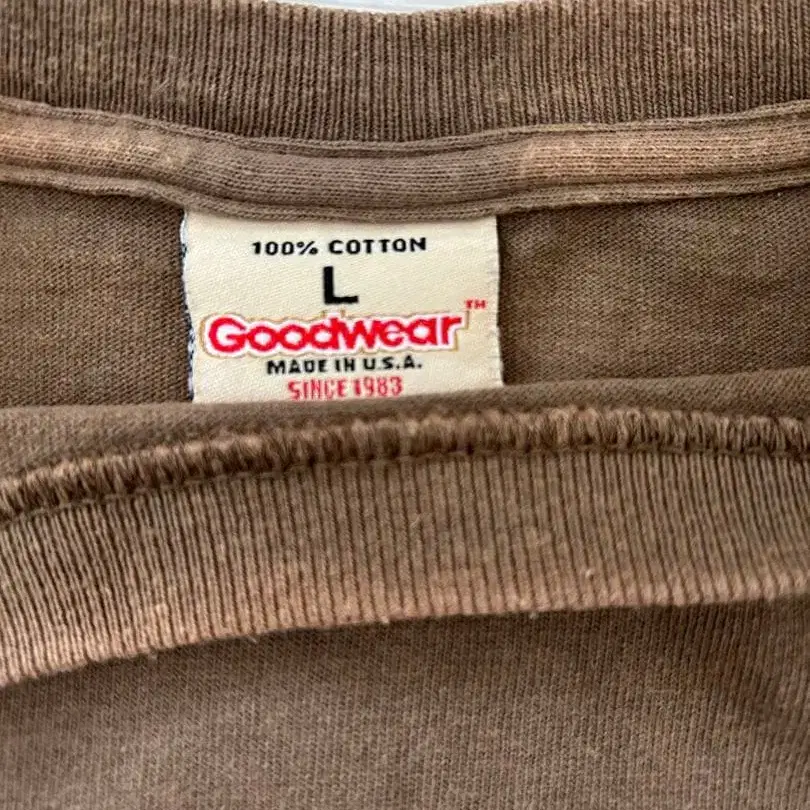 100% COTTON
L
Goodwear™
MADE IN U.S.A.
SINCE 1983